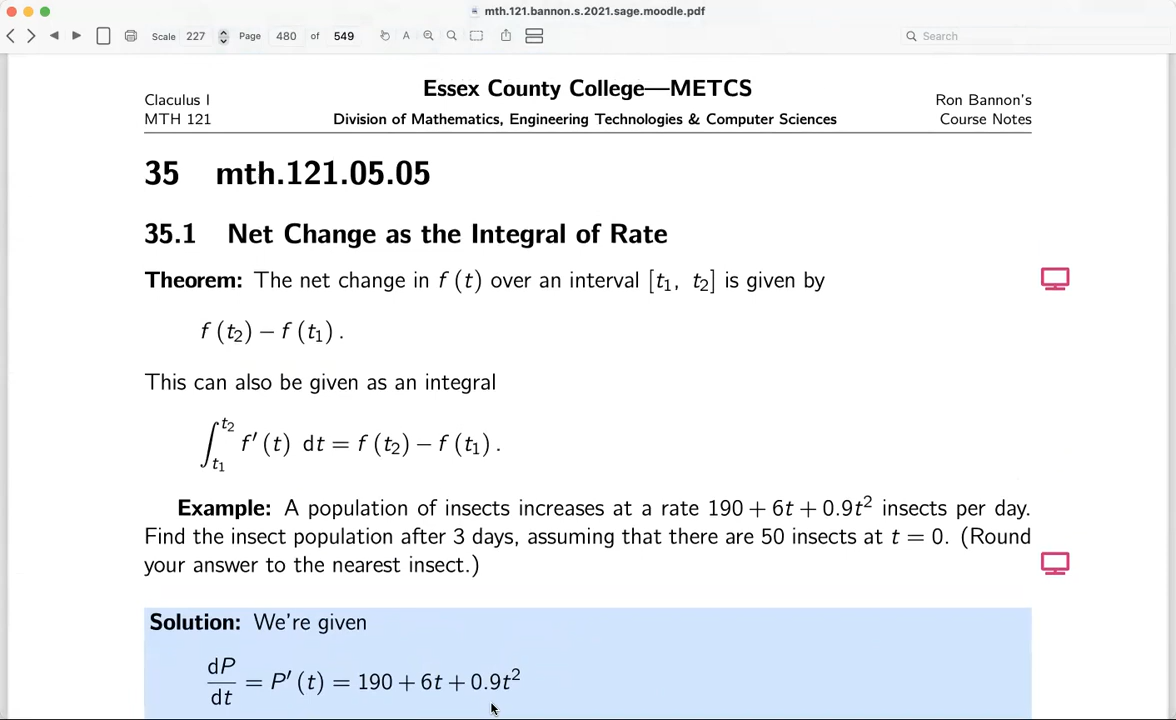 mth.121.bannon.s.2021.sage.moodle.pdf
Scale 227 Page 480 of 549 A Search
Claculus I
MTH 121
Essex County College—METCS
Division of Mathematics, Engineering Technologies & Computer Sciences
Ron Bannon's
Course Notes
35 mth.121.05.05
35.1 Net Change as the Integral of Rate
Theorem: The net change in f (t) over an interval [t₁, t₂] is given by
f (t₂) − f (t₁) .
This can also be given as an integral
∫_{t₁}^{t₂} f′ (t) dt = f (t₂) − f (t₁) .
Example: A population of insects increases at a rate 190 + 6t + 0.9t² insects per day.
Find the insect population after 3 days, assuming that there are 50 insects at t = 0. (Round
your answer to the nearest insect.)
Solution: We're given
dP/dt = P′ (t) = 190 + 6t + 0.9t²